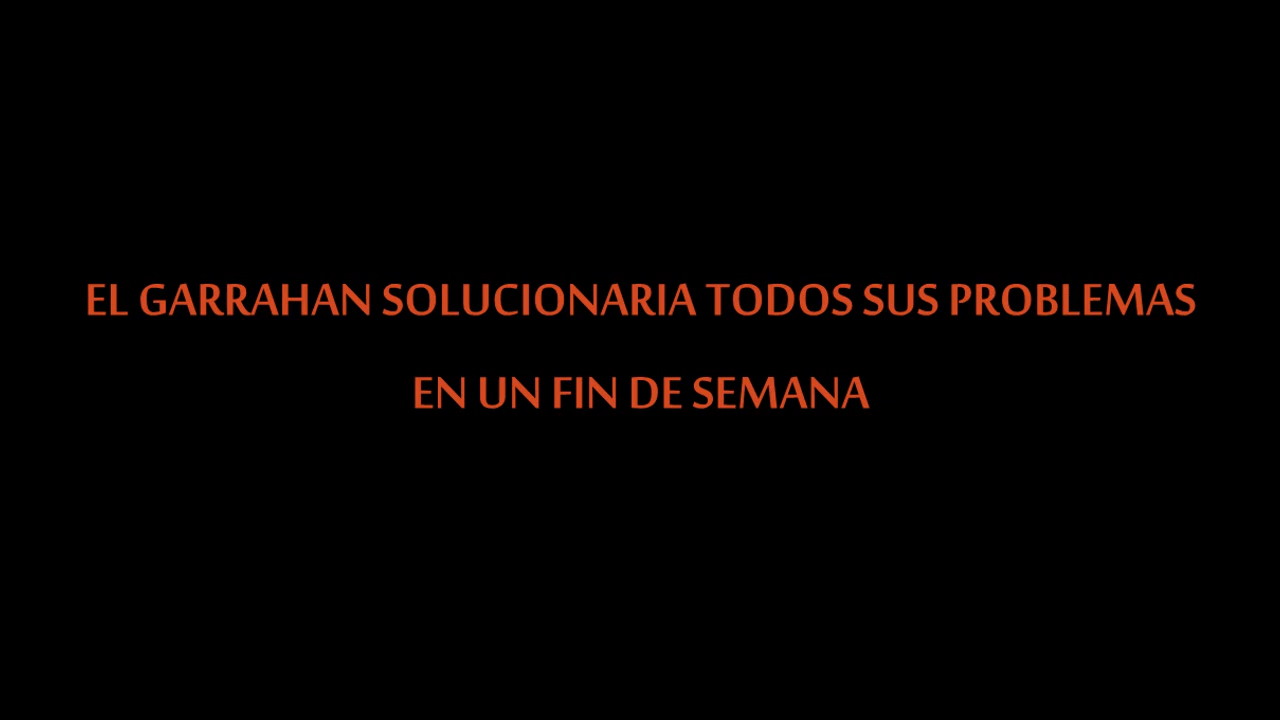 EL GARRAHAN SOLUCIONARIA TODOS SUS PROBLEMAS
EN UN FIN DE SEMANA